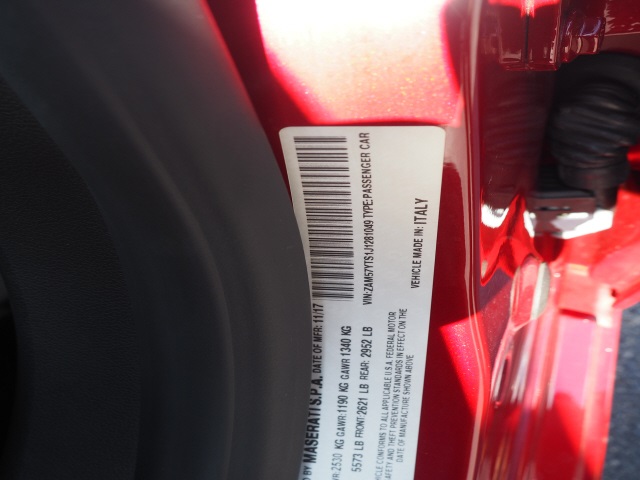 D BY MASERATI S.P.A. DATE OF MFR: 11/17
VWR:2530 KG GAWR:1190 KG GAWR 1340 KG
5573 LB FRONT:2621 LB REAR: 2952 LB
VEHICLE CONFORMS TO ALL APPLICABLE U.S.A. FEDERAL MOTOR
SAFETY AND THEFT PREVENTION STANDARDS IN EFFECT ON THE
DATE OF MANUFACTURE SHOWN ABOVE
VIN:ZAM57YTS1J1281049 TYPE:PASSENGER CAR
VEHICLE MADE IN: ITALY